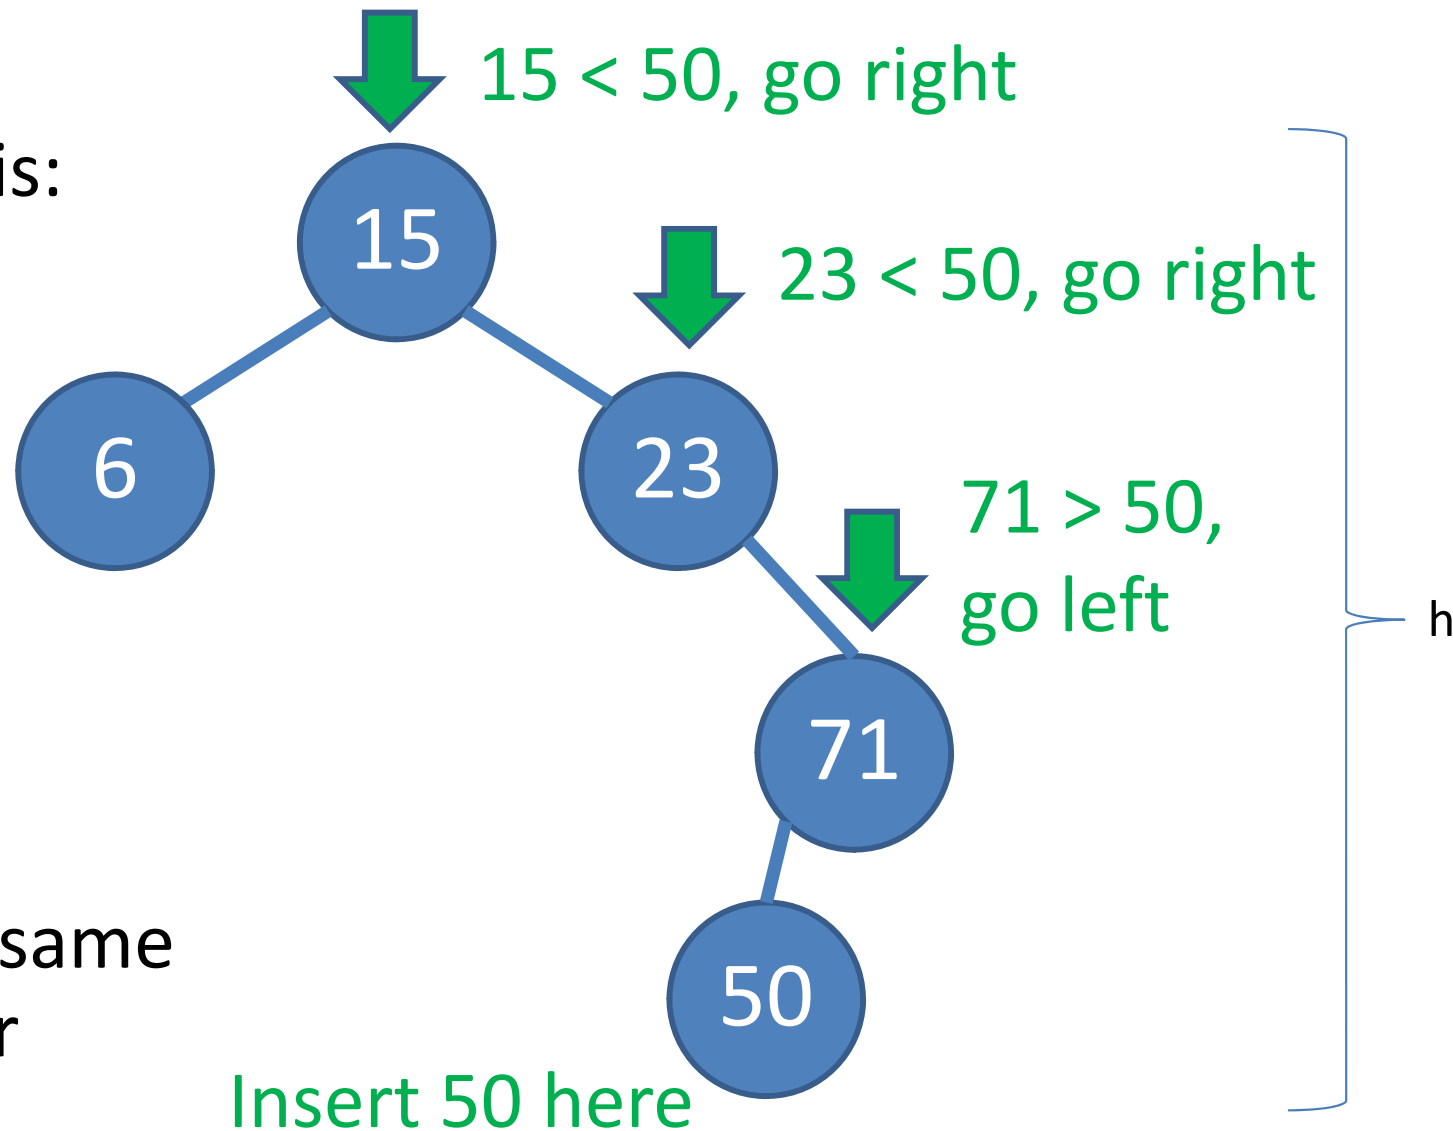 15 < 50, go right
is:
15
23 < 50, go right
6
23
71 > 50,
go left
h
71
same
r
50
Insert 50 here